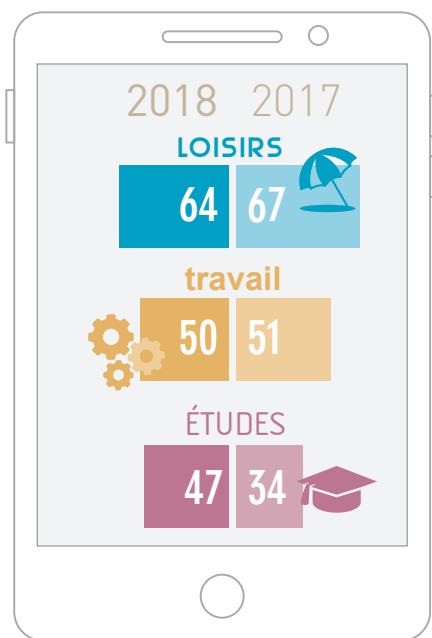 2018 2017
LOISIRS
64 67
travail
50 51
ÉTUDES
47 34